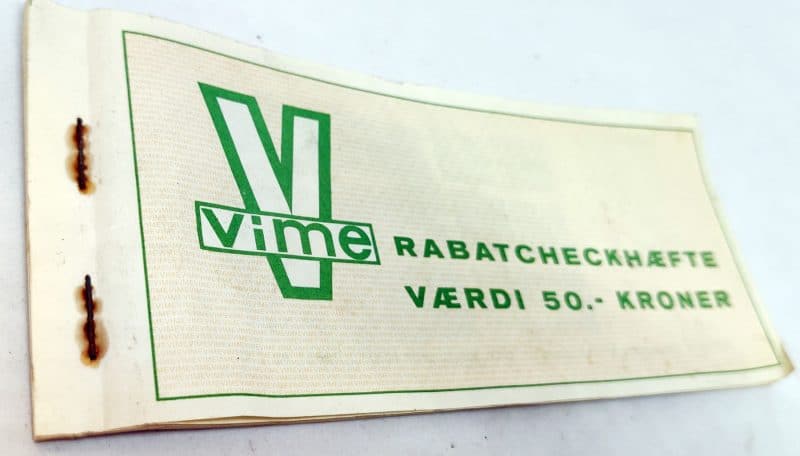 Vime
RABATCHECKHÆFTE
VÆRDI 50.- KRONER